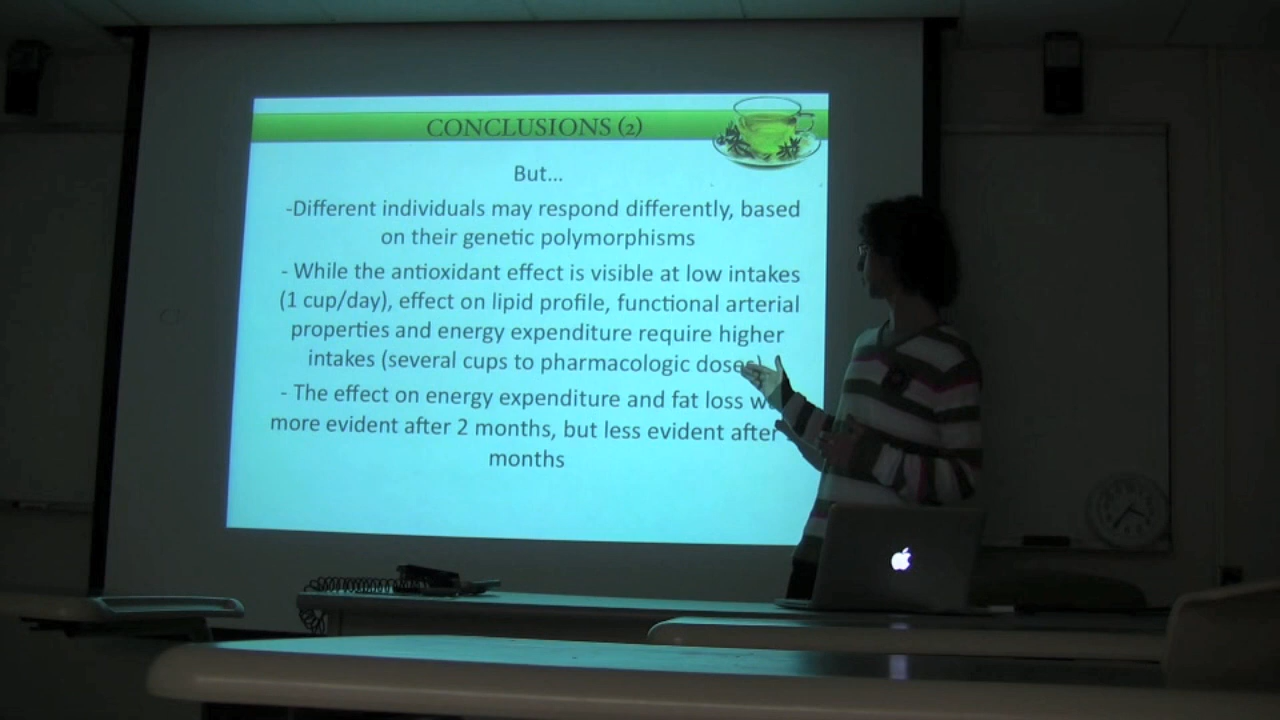 CONCLUSIONS (2)
But...
-Different individuals may respond differently, based
on their genetic polymorphisms
- While the antioxidant effect is visible at low intakes
(1 cup/day), effect on lipid profile, functional arterial
properties and energy expenditure require higher
intakes (several cups to pharmacologic doses)
- The effect on energy expenditure and fat loss
more evident after 2 months, but less evident after
months